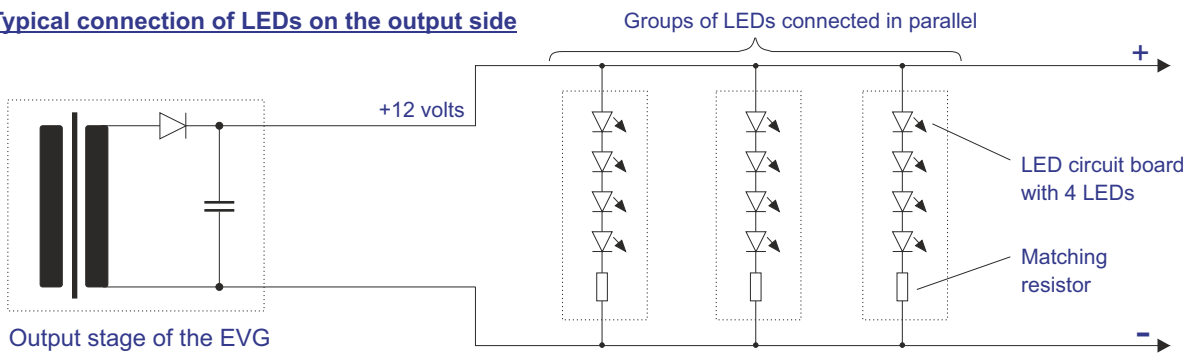 Typical connection of LEDs on the output side
Groups of LEDs connected in parallel
+
+12 volts
LED circuit board
with 4 LEDs
Matching
resistor
-
Output stage of the EVG